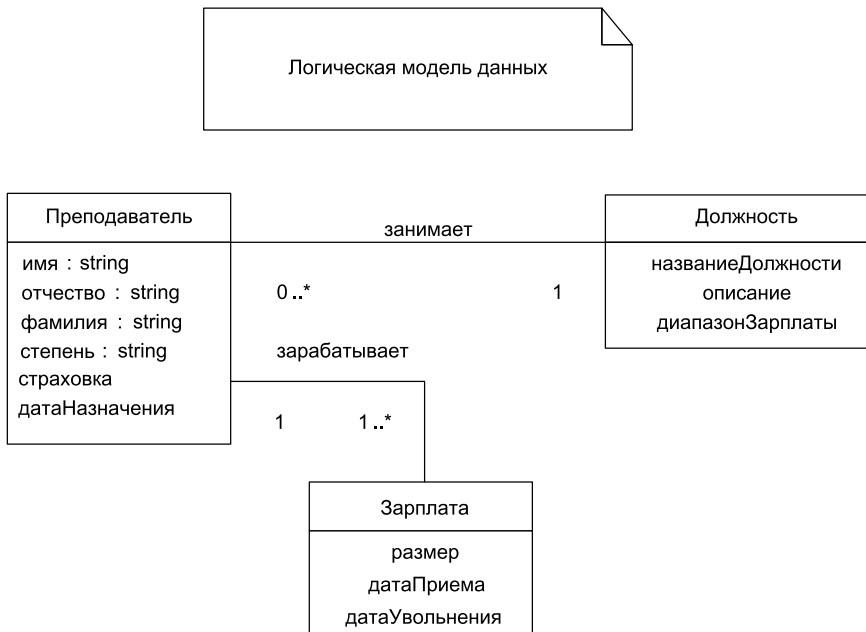 Логическая модель данных
Преподаватель
имя : string
отчество : string
фамилия : string
степень : string
страховка
датаНазначения
занимает
0..*
1
Должность
названиеДолжности
описание
диапазонЗарплаты
зарабатывает
1
1..*
Зарплата
размер
датаПриема
датаУвольнения